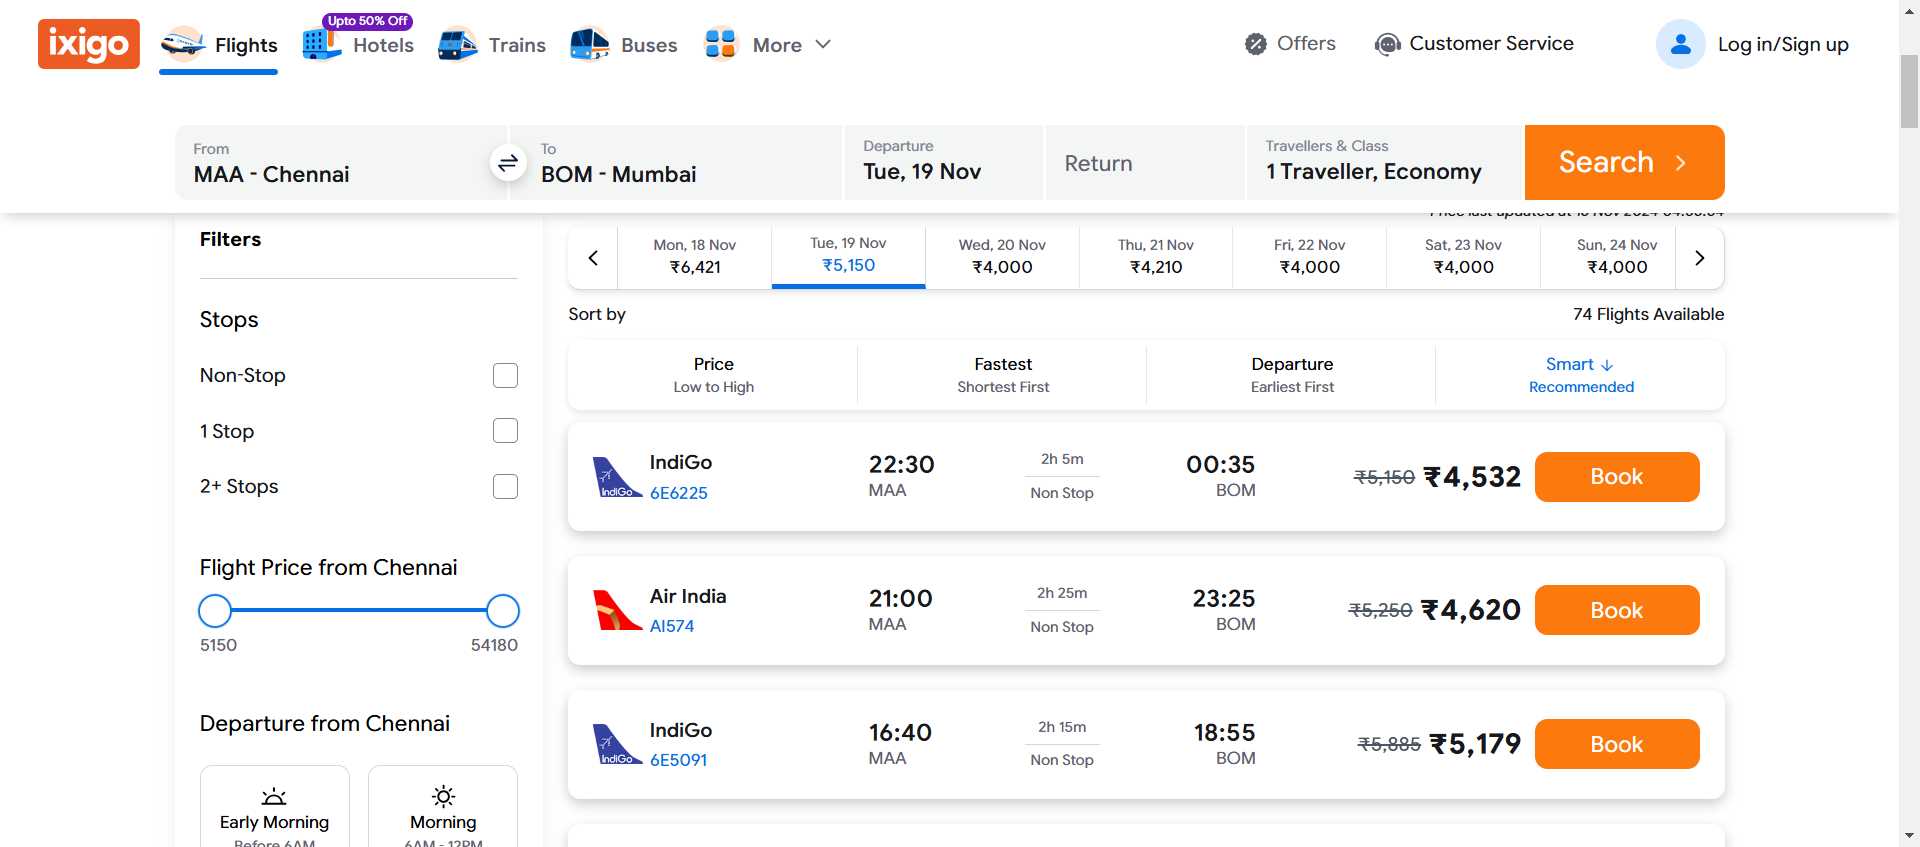 ixigo
Flights
Upto 50% Off
Hotels
Trains
Buses
More
Offers
Customer Service
Log in/Sign up
From
MAA - Chennai
To
BOM - Mumbai
Departure
Tue, 19 Nov
Return
Travellers & Class
1 Traveller, Economy
Search
Filters
Stops
Non-Stop
1 Stop
2+ Stops
Flight Price from Chennai
5150
54180
Departure from Chennai
Early Morning
Before 6AM
Morning
6AM - 12PM
Mon, 18 Nov
₹6,421
Tue, 19 Nov
₹5,150
Wed, 20 Nov
₹4,000
Thu, 21 Nov
₹4,210
Fri, 22 Nov
₹4,000
Sat, 23 Nov
₹4,000
Sun, 24 Nov
₹4,000
Sort by
74 Flights Available
Price
Low to High
Fastest
Shortest First
Departure
Earliest First
Smart ↓
Recommended
IndiGo
IndiGo
6E6225
22:30
MAA
2h 5m
Non Stop
00:35
BOM
₹5,150 ₹4,532
Book
Air India
AI574
21:00
MAA
2h 25m
Non Stop
23:25
BOM
₹5,250 ₹4,620
Book
IndiGo
IndiGo
6E5091
16:40
MAA
2h 15m
Non Stop
18:55
BOM
₹5,885 ₹5,179
Book